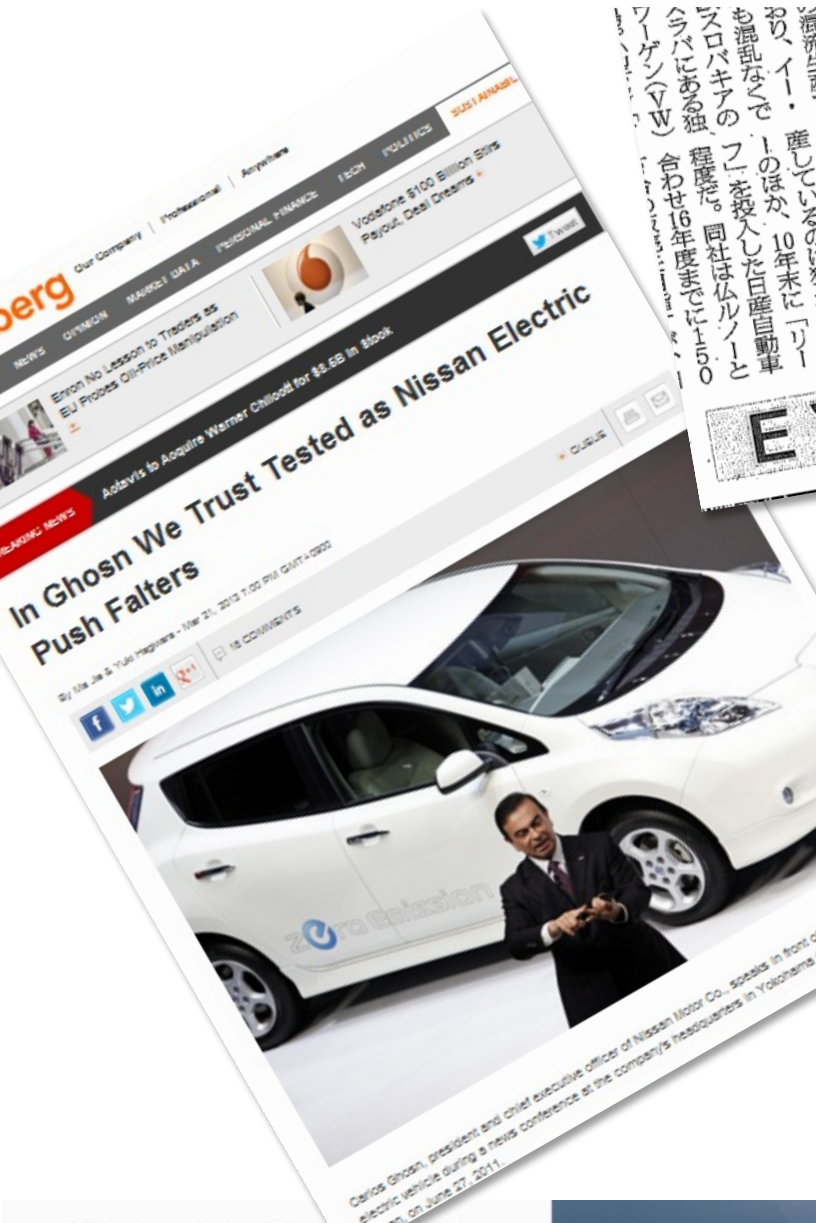 berg
Our Company | Professional | Anywhere
NEWS OPINION MARKET DATA PERSONAL FINANCE TECH POLITICS SUSTAINABIL
Enron No Lesson to Traders as
EU Probes Oil-Price Manipulation
Vodafone $100 Billion Stirs
Payout, Deal Dreams
Tweet
BREAKING NEWS
Actavis to Acquire Warner Chilcott for $8.5B in Stock
In Ghosn We Trust Tested as Nissan Electric
Push Falters
By Ma Jie & Yuki Hagiwara - Mar 21, 2013 7:00 PM GMT+0900
QUEUE
f in g +1
16 COMMENTS
zero Emission
Carlos Ghosn, president and chief executive officer of Nissan Motor Co., speaks in front o
electric vehicle during a news conference at the company's headquarters in Yokohama
an, on June 27, 2011.
おり、イー・
も混乱なくで
スロバキアの
スラバにある独
ワーゲン(VW)
産しているのは
ーのほか、10年末に「リー
フ」を投入した日産自動車
程度だ。同社は仏ルノーと
合わせ16年度までに150
E